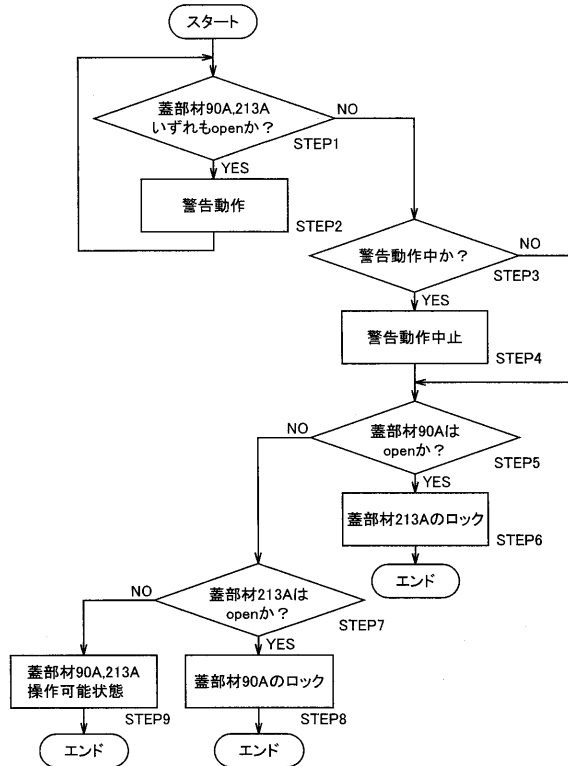 スタート
蓋部材90A,213A
いずれもopenか？
NO
STEP1
YES
警告動作
STEP2
警告動作中か？
NO
STEP3
YES
警告動作中止
STEP4
NO
蓋部材90Aは
openか？
STEP5
YES
蓋部材213Aのロック
STEP6
エンド
NO
蓋部材213Aは
openか？
STEP7
YES
蓋部材90A,213A
操作可能状態
STEP9
蓋部材90Aのロック
STEP8
エンド
エンド